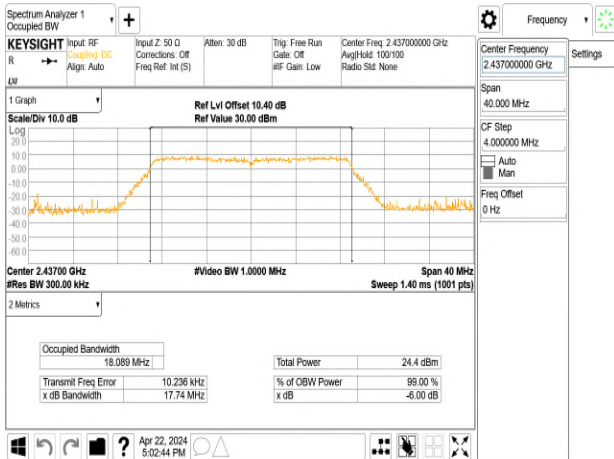 Spectrum Analyzer 1
Occupied BW
KEYSIGHT
R
LXI
Input: RF
Coupling: DC
Align: Auto
Input Z: 50 Ω
Corrections: Off
Freq Ref: Int (S)
Atten: 30 dB
Trig: Free Run
Gate: Off
#IF Gain: Low
Center Freq: 2.437000000 GHz
Avg|Hold: 100/100
Radio Std: None
1 Graph
Scale/Div 10.0 dB
Ref Lvl Offset 10.40 dB
Ref Value 30.00 dBm
Log
20.0
10.0
0.00
-10.0
-20.0
-30.0
-40.0
-50.0
-60.0
Center 2.43700 GHz
#Video BW 1.0000 MHz
Span 40 MHz
#Res BW 300.00 kHz
Sweep 1.40 ms (1001 pts)
2 Metrics
Occupied Bandwidth
18.089 MHz
Total Power 24.4 dBm
Transmit Freq Error 10.236 kHz
% of OBW Power 99.00 %
x dB Bandwidth 17.74 MHz
x dB -6.00 dB
?
Apr 22, 2024
5:02:44 PM
Frequency
Center Frequency
2.437000000 GHz
Settings
Span
40.000 MHz
CF Step
4.000000 MHz
Auto
Man
Freq Offset
0 Hz